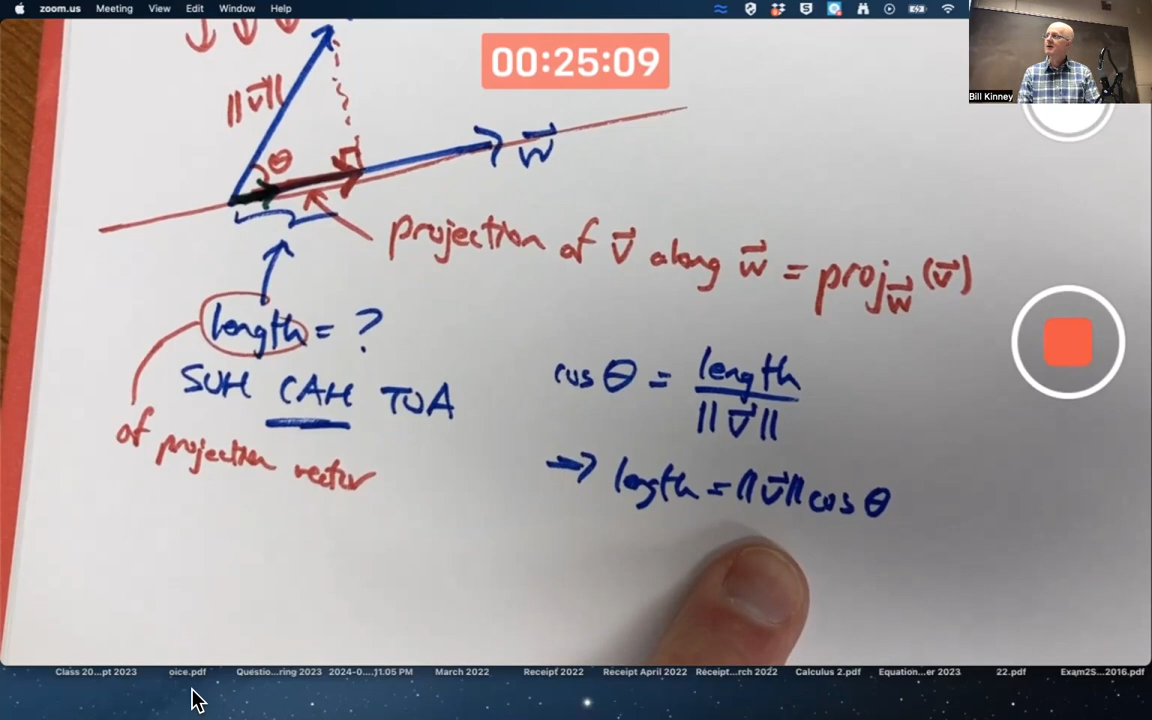 zoom.us Meeting View Edit Window Help
00:25:09
Bill Kinney
||v⃗||
θ
w⃗
projection of v⃗ along w⃗ = proj_w⃗(v⃗)
length = ?
SOH CAH TOA
of projection vector
cos θ = length / ||v⃗||
⇒ length = ||v⃗|| cos θ
Class 20...pt 2023 oice.pdf Questio...ring 2023 2024-0....11.05 PM March 2022 Receipt 2022 Receipt April 2022 Receipt...rch 2022 Calculus 2.pdf Equation...er 2023 22.pdf Exam2S...2016.pdf